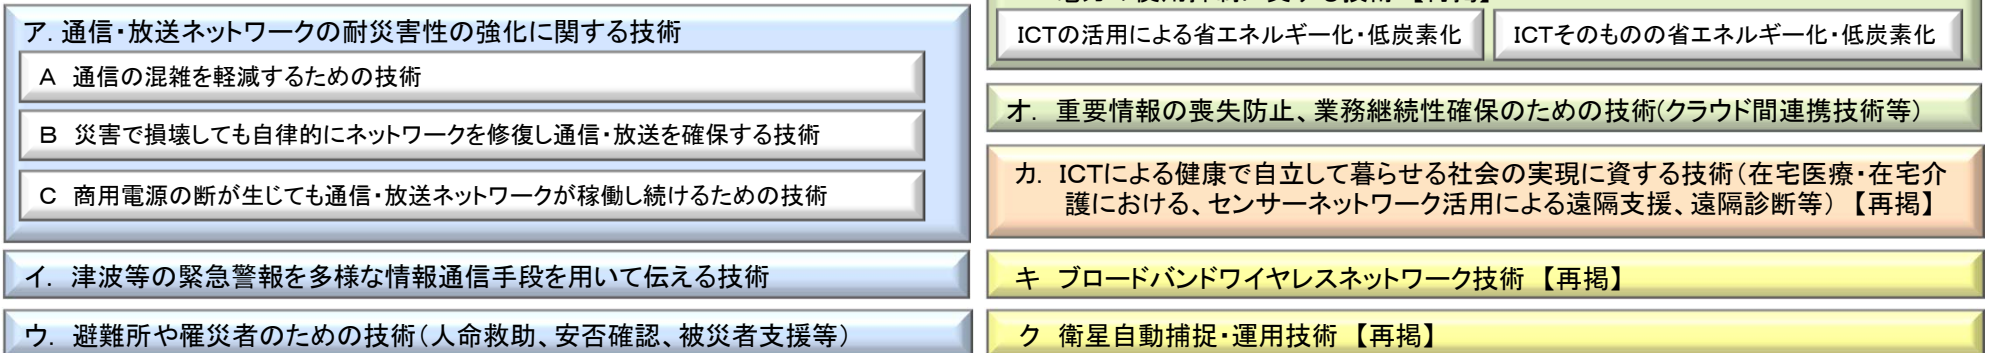 ア．通信・放送ネットワークの耐災害性の強化に関する技術
A 通信の混雑を軽減するための技術
B 災害で損壊しても自律的にネットワークを修復し通信・放送を確保する技術
C 商用電源の断が生じても通信・放送ネットワークが稼働し続けるための技術
イ．津波等の緊急警報を多様な情報通信手段を用いて伝える技術
ウ．避難所や罹災者のための技術（人命救助、安否確認、被災者支援等）
ICTの活用による省エネルギー化・低炭素化
ICTそのものの省エネルギー化・低炭素化
オ．重要情報の喪失防止、業務継続性確保のための技術(クラウド間連携技術等）
カ．ICTによる健康で自立して暮らせる社会の実現に資する技術（在宅医療・在宅介
護における、センサーネットワーク活用による遠隔支援、遠隔診断等）【再掲】
キ ブロードバンドワイヤレスネットワーク技術 【再掲】
ク 衛星自動捕捉・運用技術 【再掲】